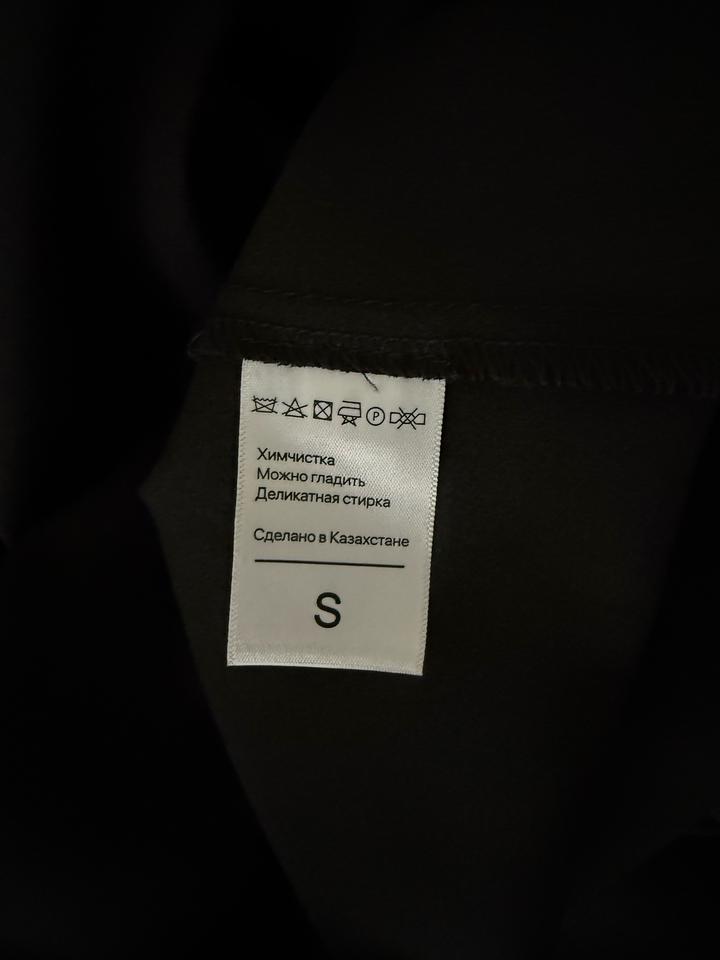 P
Химчистка
Можно гладить
Деликатная стирка
Сделано в Казахстане
S